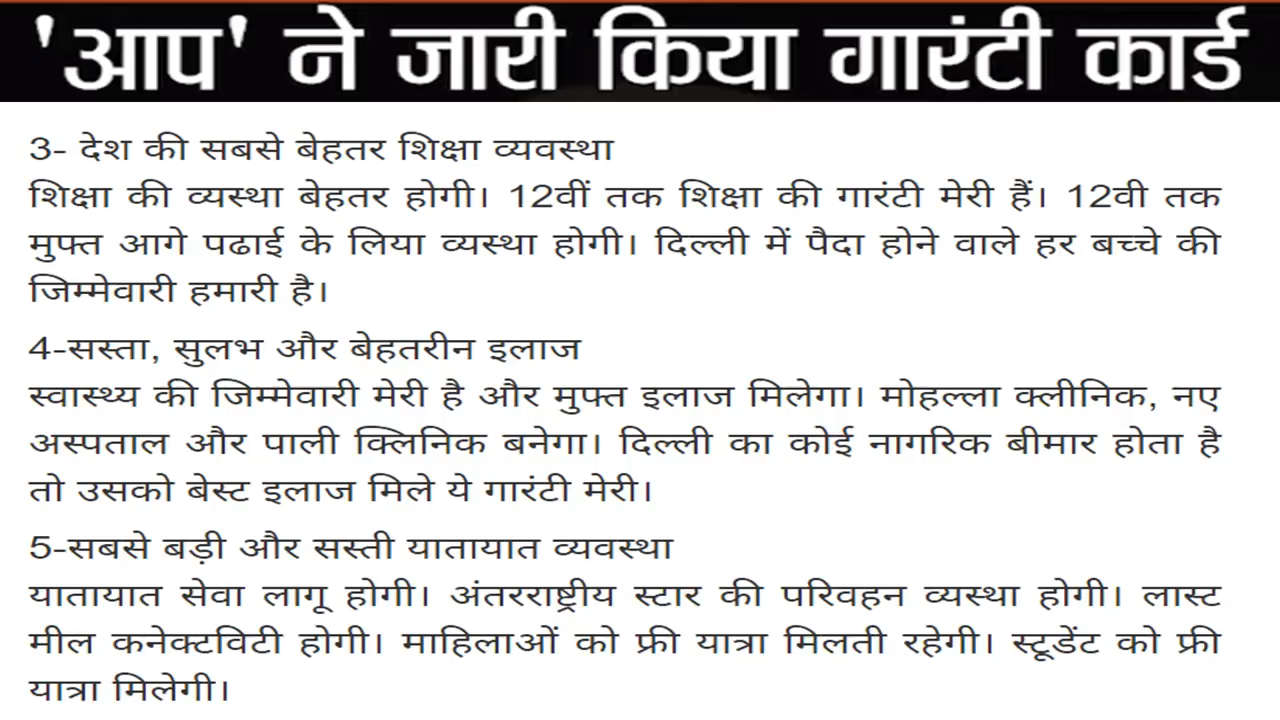 'आप' ने जारी किया गारंटी कार्ड
3- देश की सबसे बेहतर शिक्षा व्यवस्था
शिक्षा की व्यस्था बेहतर होगी। 12वीं तक शिक्षा की गारंटी मेरी हैं। 12वी तक
मुफ्त आगे पढाई के लिया व्यस्था होगी। दिल्ली में पैदा होने वाले हर बच्चे की
जिम्मेवारी हमारी है।
4-सस्ता, सुलभ और बेहतरीन इलाज
स्वास्थ्य की जिम्मेवारी मेरी है और मुफ्त इलाज मिलेगा। मोहल्ला क्लीनिक, नए
अस्पताल और पाली क्लिनिक बनेगा। दिल्ली का कोई नागरिक बीमार होता है
तो उसको बेस्ट इलाज मिले ये गारंटी मेरी।
5-सबसे बड़ी और सस्ती यातायात व्यवस्था
यातायात सेवा लागू होगी। अंतरराष्ट्रीय स्टार की परिवहन व्यस्था होगी। लास्ट
मील कनेक्टविटी होगी। माहिलाओं को फ्री यात्रा मिलती रहेगी। स्टूडेंट को फ्री
यात्रा मिलेगी।